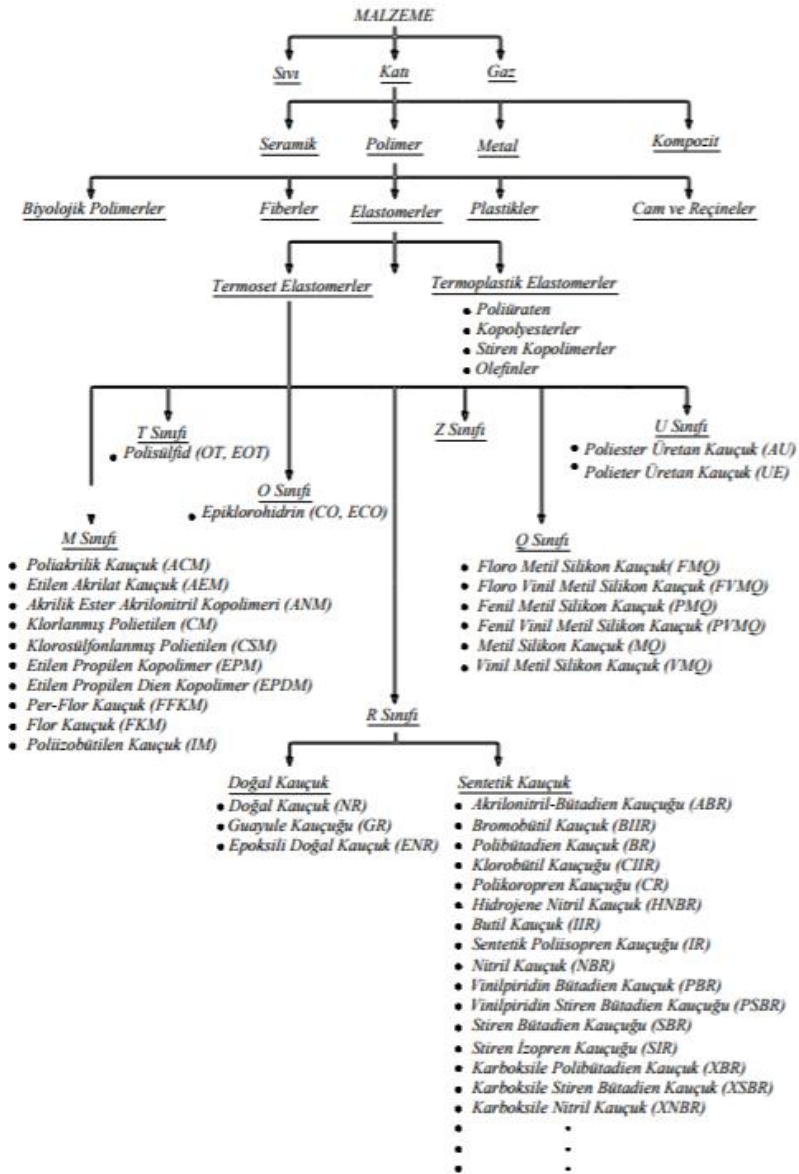 MALZEME
Sıvı Katı Gaz
Seramik Polimer Metal Kompozit
Biyolojik Polimerler Fiberler Elastomerler Plastikler Cam ve Reçineler
Termoset Elastomerler Termoplastik Elastomerler
• Poliüraten
• Kopolyesterler
• Stiren Kopolimerler
• Olefinler
T Sınıfı
• Polisülfid (OT, EOT)
Z Sınıfı
U Sınıfı
• Poliester Üretan Kauçuk (AU)
• Polieter Üretan Kauçuk (UE)
O Sınıfı
• Epiklorohidrin (CO, ECO)
M Sınıfı
• Poliakrilik Kauçuk (ACM)
• Etilen Akrilat Kauçuk (AEM)
• Akrilik Ester Akrilonitril Kopolimeri (ANM)
• Klorlanmış Polietilen (CM)
• Klorosülfonlanmış Polietilen (CSM)
• Etilen Propilen Kopolimer (EPM)
• Etilen Propilen Dien Kopolimer (EPDM)
• Per-Flor Kauçuk (FFKM)
• Flor Kauçuk (FKM)
• Poliizobütilen Kauçuk (IM)
Q Sınıfı
• Floro Metil Silikon Kauçuk( FMQ)
• Floro Vinil Metil Silikon Kauçuk (FVMQ)
• Fenil Metil Silikon Kauçuk (PMQ)
• Fenil Vinil Metil Silikon Kauçuk (PVMQ)
• Metil Silikon Kauçuk (MQ)
• Vinil Metil Silikon Kauçuk (VMQ)
R Sınıfı
Doğal Kauçuk
• Doğal Kauçuk (NR)
• Guayule Kauçuğu (GR)
• Epoksili Doğal Kauçuk (ENR)
Sentetik Kauçuk
• Akrilonitril-Bütadien Kauçuğu (ABR)
• Bromobütil Kauçuk (BIIR)
• Polibütadien Kauçuk (BR)
• Klorobütil Kauçuğu (CIIR)
• Polikoropren Kauçuğu (CR)
• Hidrojene Nitril Kauçuk (HNBR)
• Butil Kauçuk (IIR)
• Sentetik Poliisopren Kauçuğu (IR)
• Nitril Kauçuk (NBR)
• Vinilpiridin Bütadien Kauçuk (PBR)
• Vinilpiridin Stiren Bütadien Kauçuğu (PSBR)
• Stiren Bütadien Kauçuğu (SBR)
• Stiren İzopren Kauçuğu (SIR)
• Karboksile Polibütadien Kauçuk (XBR)
• Karboksile Stiren Bütadien Kauçuk (XSBR)
• Karboksile Nitril Kauçuk (XNBR)